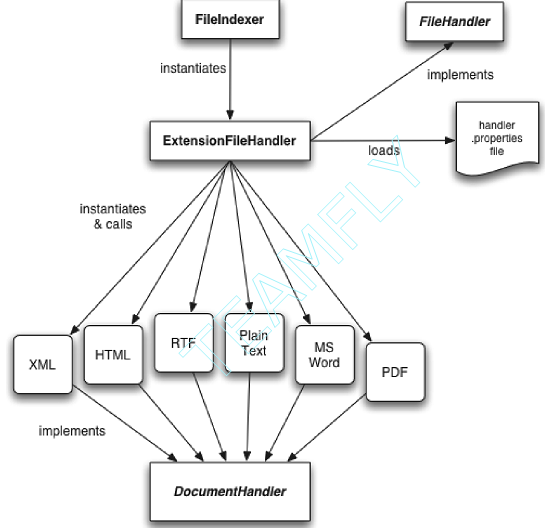 FileIndexer
FileHandler
instantiates
implements
ExtensionFileHandler
loads
handler
.properties
file
instantiates
& calls
TEAMFLY
XML
HTML
RTF
Plain
Text
MS
Word
PDF
implements
DocumentHandler